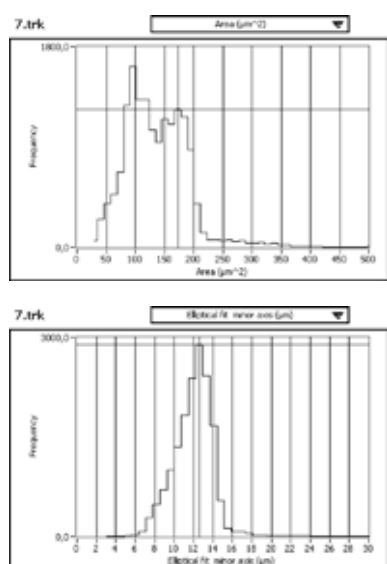 7.trk Area (µm^2)
1800,0
Frequency
0,0
0 50 100 150 200 250 300 350 400 450 500
Area (µm^2)
7.trk Elliptical fit minor axis (µm)
3000,0
Frequency
0,0
0 2 4 6 8 10 12 14 16 18 20 22 24 26 28 30
Elliptical fit minor axis (µm)